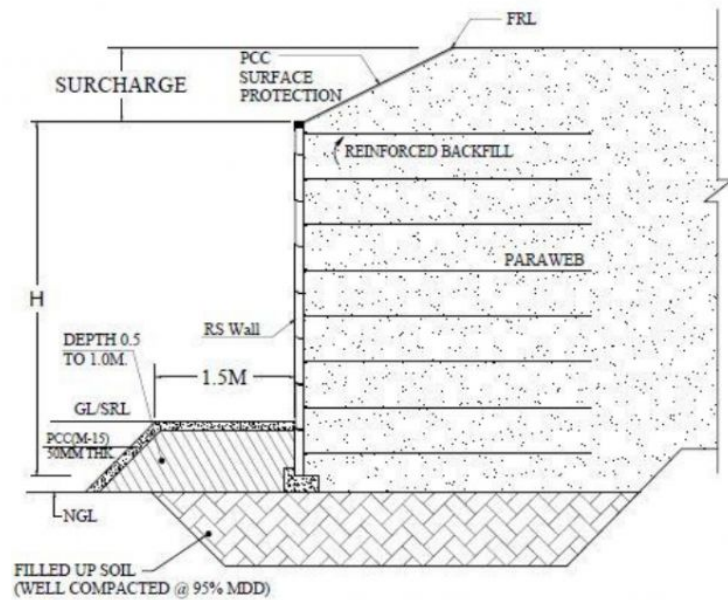 FRL
PCC
SURFACE
PROTECTION
SURCHARGE
REINFORCED BACKFILL
PARAWEB
H
RS Wall
DEPTH 0.5
TO 1.0M.
1.5M
GL/SRL
PCC(M-15)
50MM THK.
NGL
FILLED UP SOIL
(WELL COMPACTED @ 95% MDD)